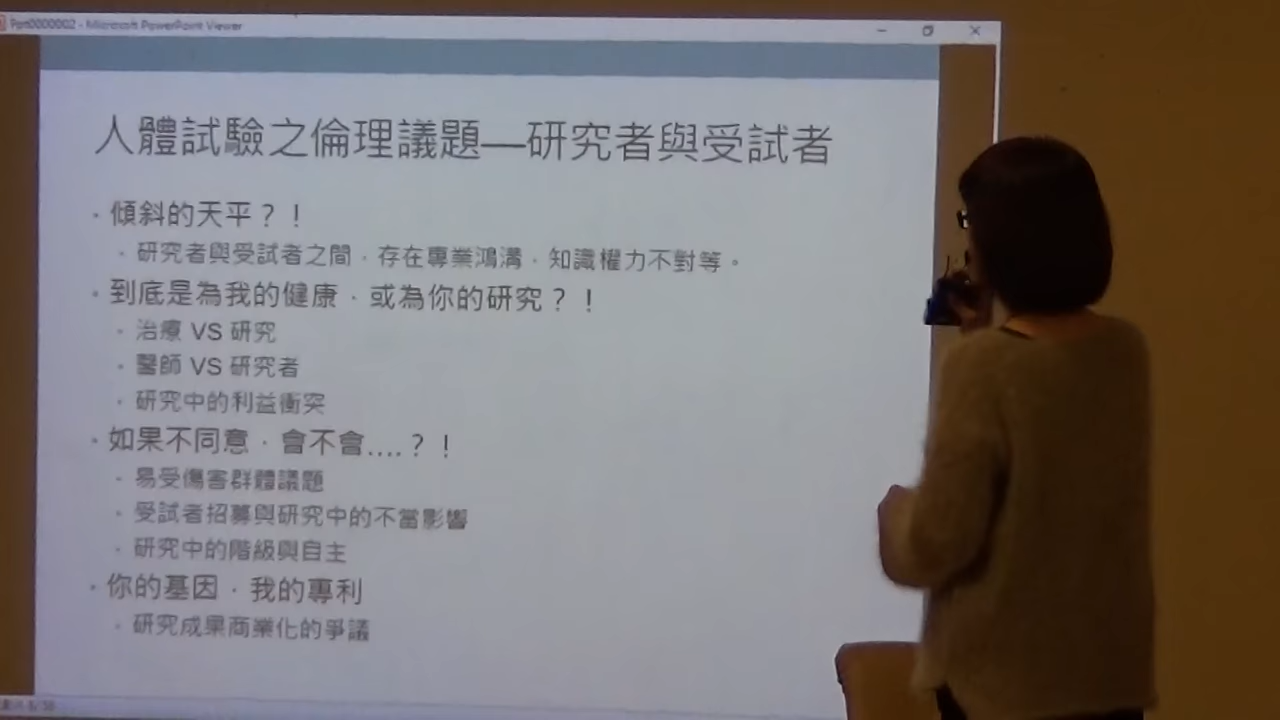 Port0000002 - Microsoft PowerPoint Viewer
人體試驗之倫理議題—研究者與受試者
• 傾斜的天平？！
• 研究者與受試者之間，存在專業鴻溝，知識權力不對等。
• 到底是為我的健康，或為你的研究？！
• 治療 VS 研究
• 醫師 VS 研究者
• 研究中的利益衝突
• 如果不同意，會不會....？！
• 易受傷害群體議題
• 受試者招募與研究中的不當影響
• 研究中的階級與自主
• 你的基因，我的專利
• 研究成果商業化的爭議